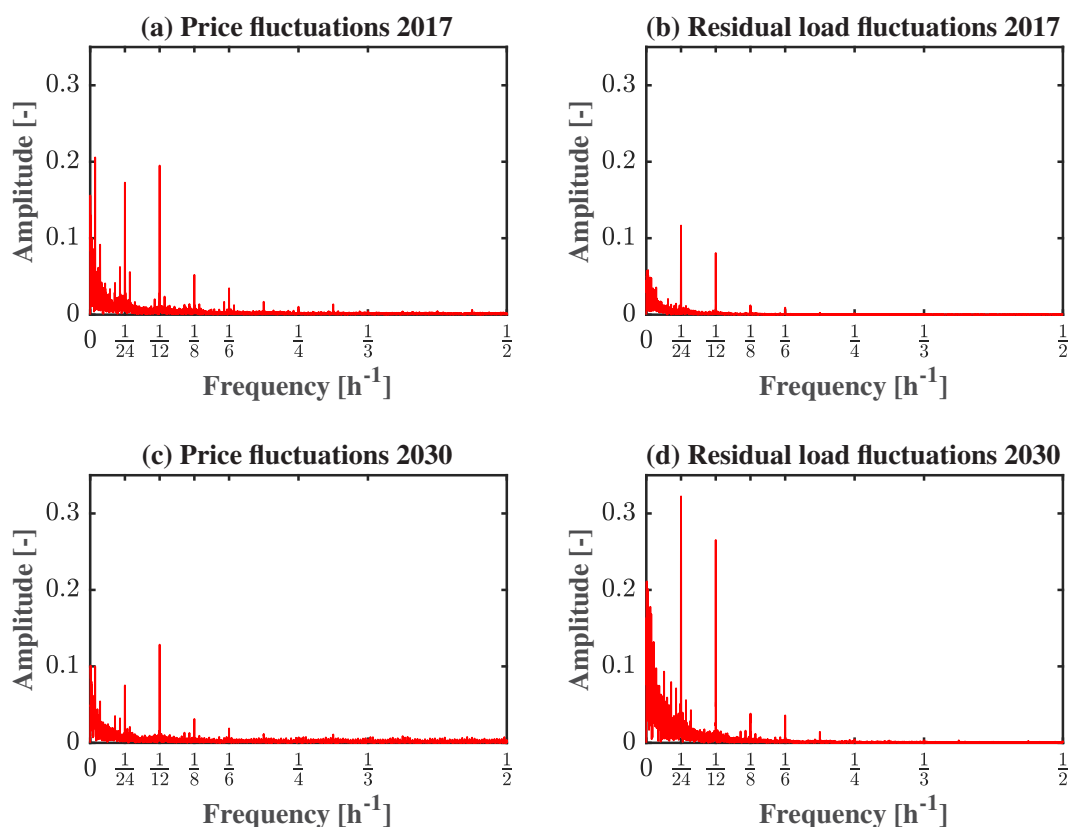 (a) Price fluctuations 2017
Amplitude [-]
0.3
0.2
0.1
0
0 1/24 1/12 1/8 1/6 1/4 1/3 1/2
Frequency [h⁻¹]
(b) Residual load fluctuations 2017
Amplitude [-]
0.3
0.2
0.1
0
0 1/24 1/12 1/8 1/6 1/4 1/3 1/2
Frequency [h⁻¹]
(c) Price fluctuations 2030
Amplitude [-]
0.3
0.2
0.1
0
0 1/24 1/12 1/8 1/6 1/4 1/3 1/2
Frequency [h⁻¹]
(d) Residual load fluctuations 2030
Amplitude [-]
0.3
0.2
0.1
0
0 1/24 1/12 1/8 1/6 1/4 1/3 1/2
Frequency [h⁻¹]